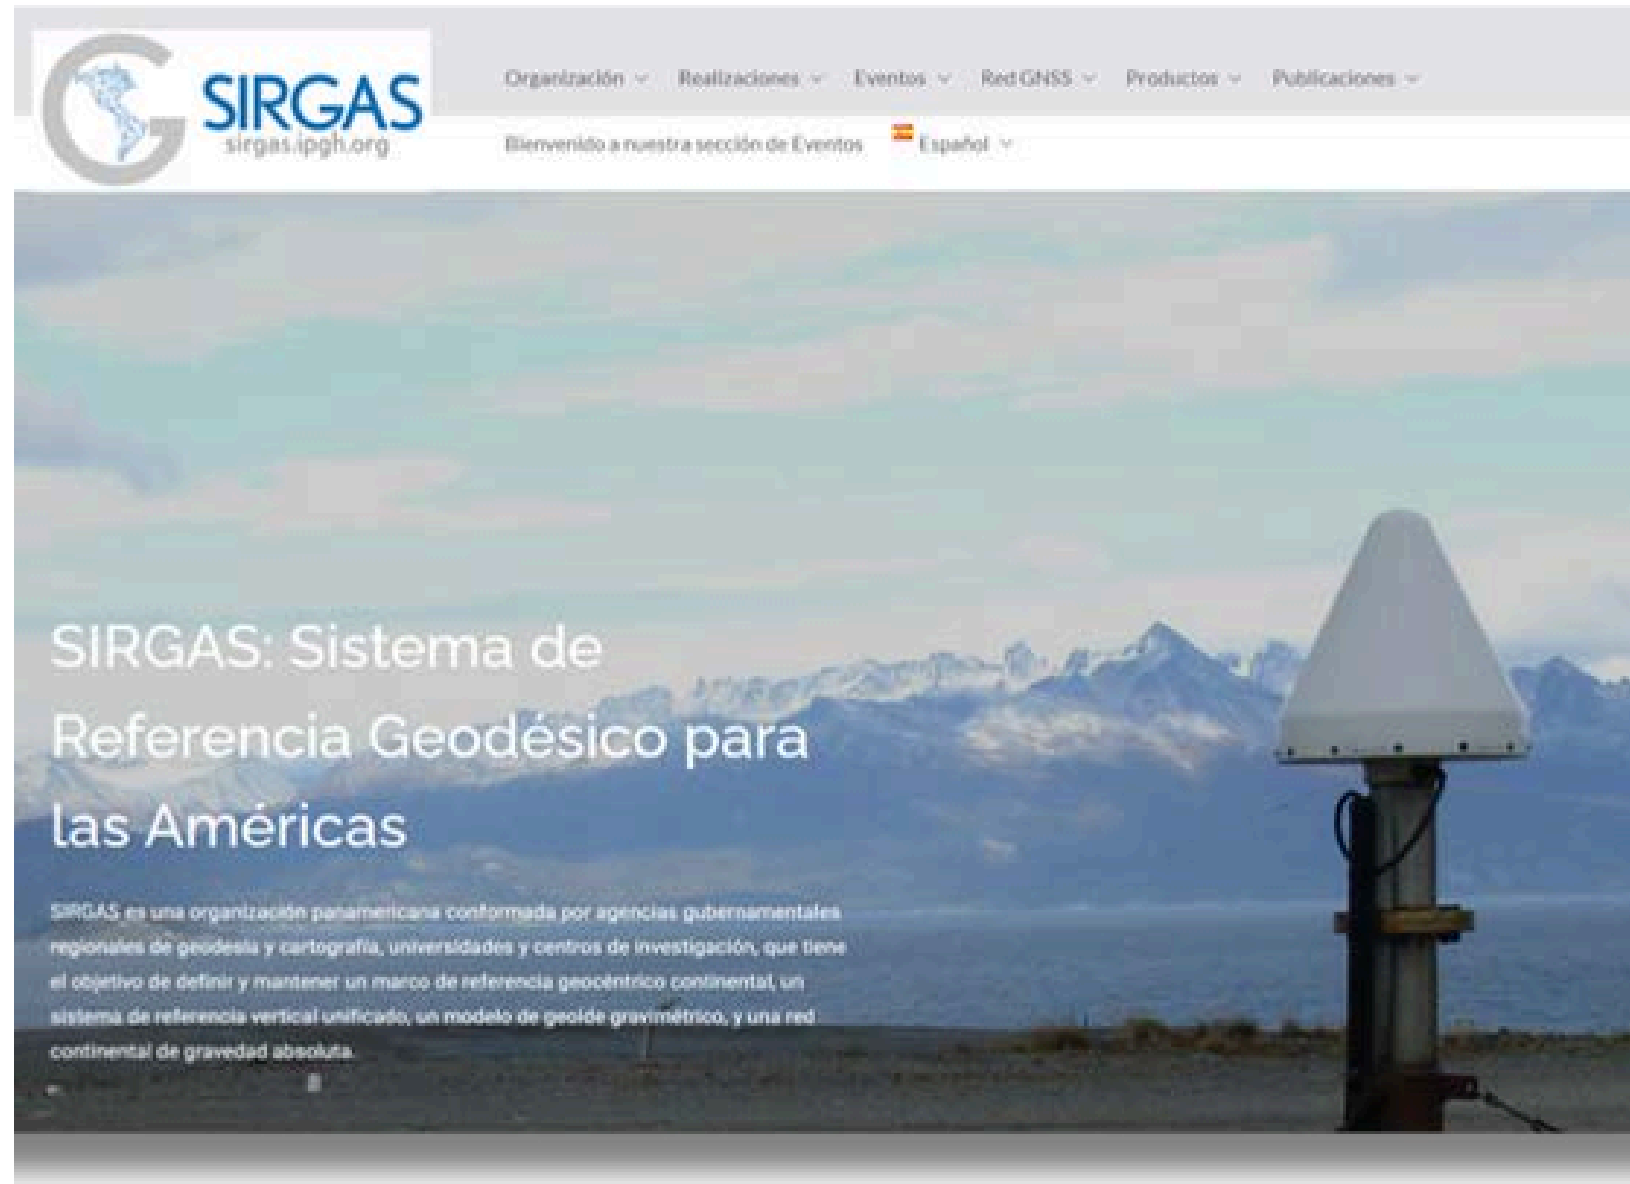 SIRGAS
sirgas.ipgh.org
Organización Realizaciones Eventos Red GNSS Productos Publicaciones
Bienvenido a nuestra sección de Eventos Español
SIRGAS: Sistema de
Referencia Geodésico para
las Américas
SIRGAS es una organización panamericana conformada por agencias gubernamentales
regionales de geodesia y cartografía, universidades y centros de investigación, que tiene
el objetivo de definir y mantener un marco de referencia geocéntrico continental, un
sistema de referencia vertical unificado, un modelo de geoide gravimétrico, y una red
continental de gravedad absoluta.